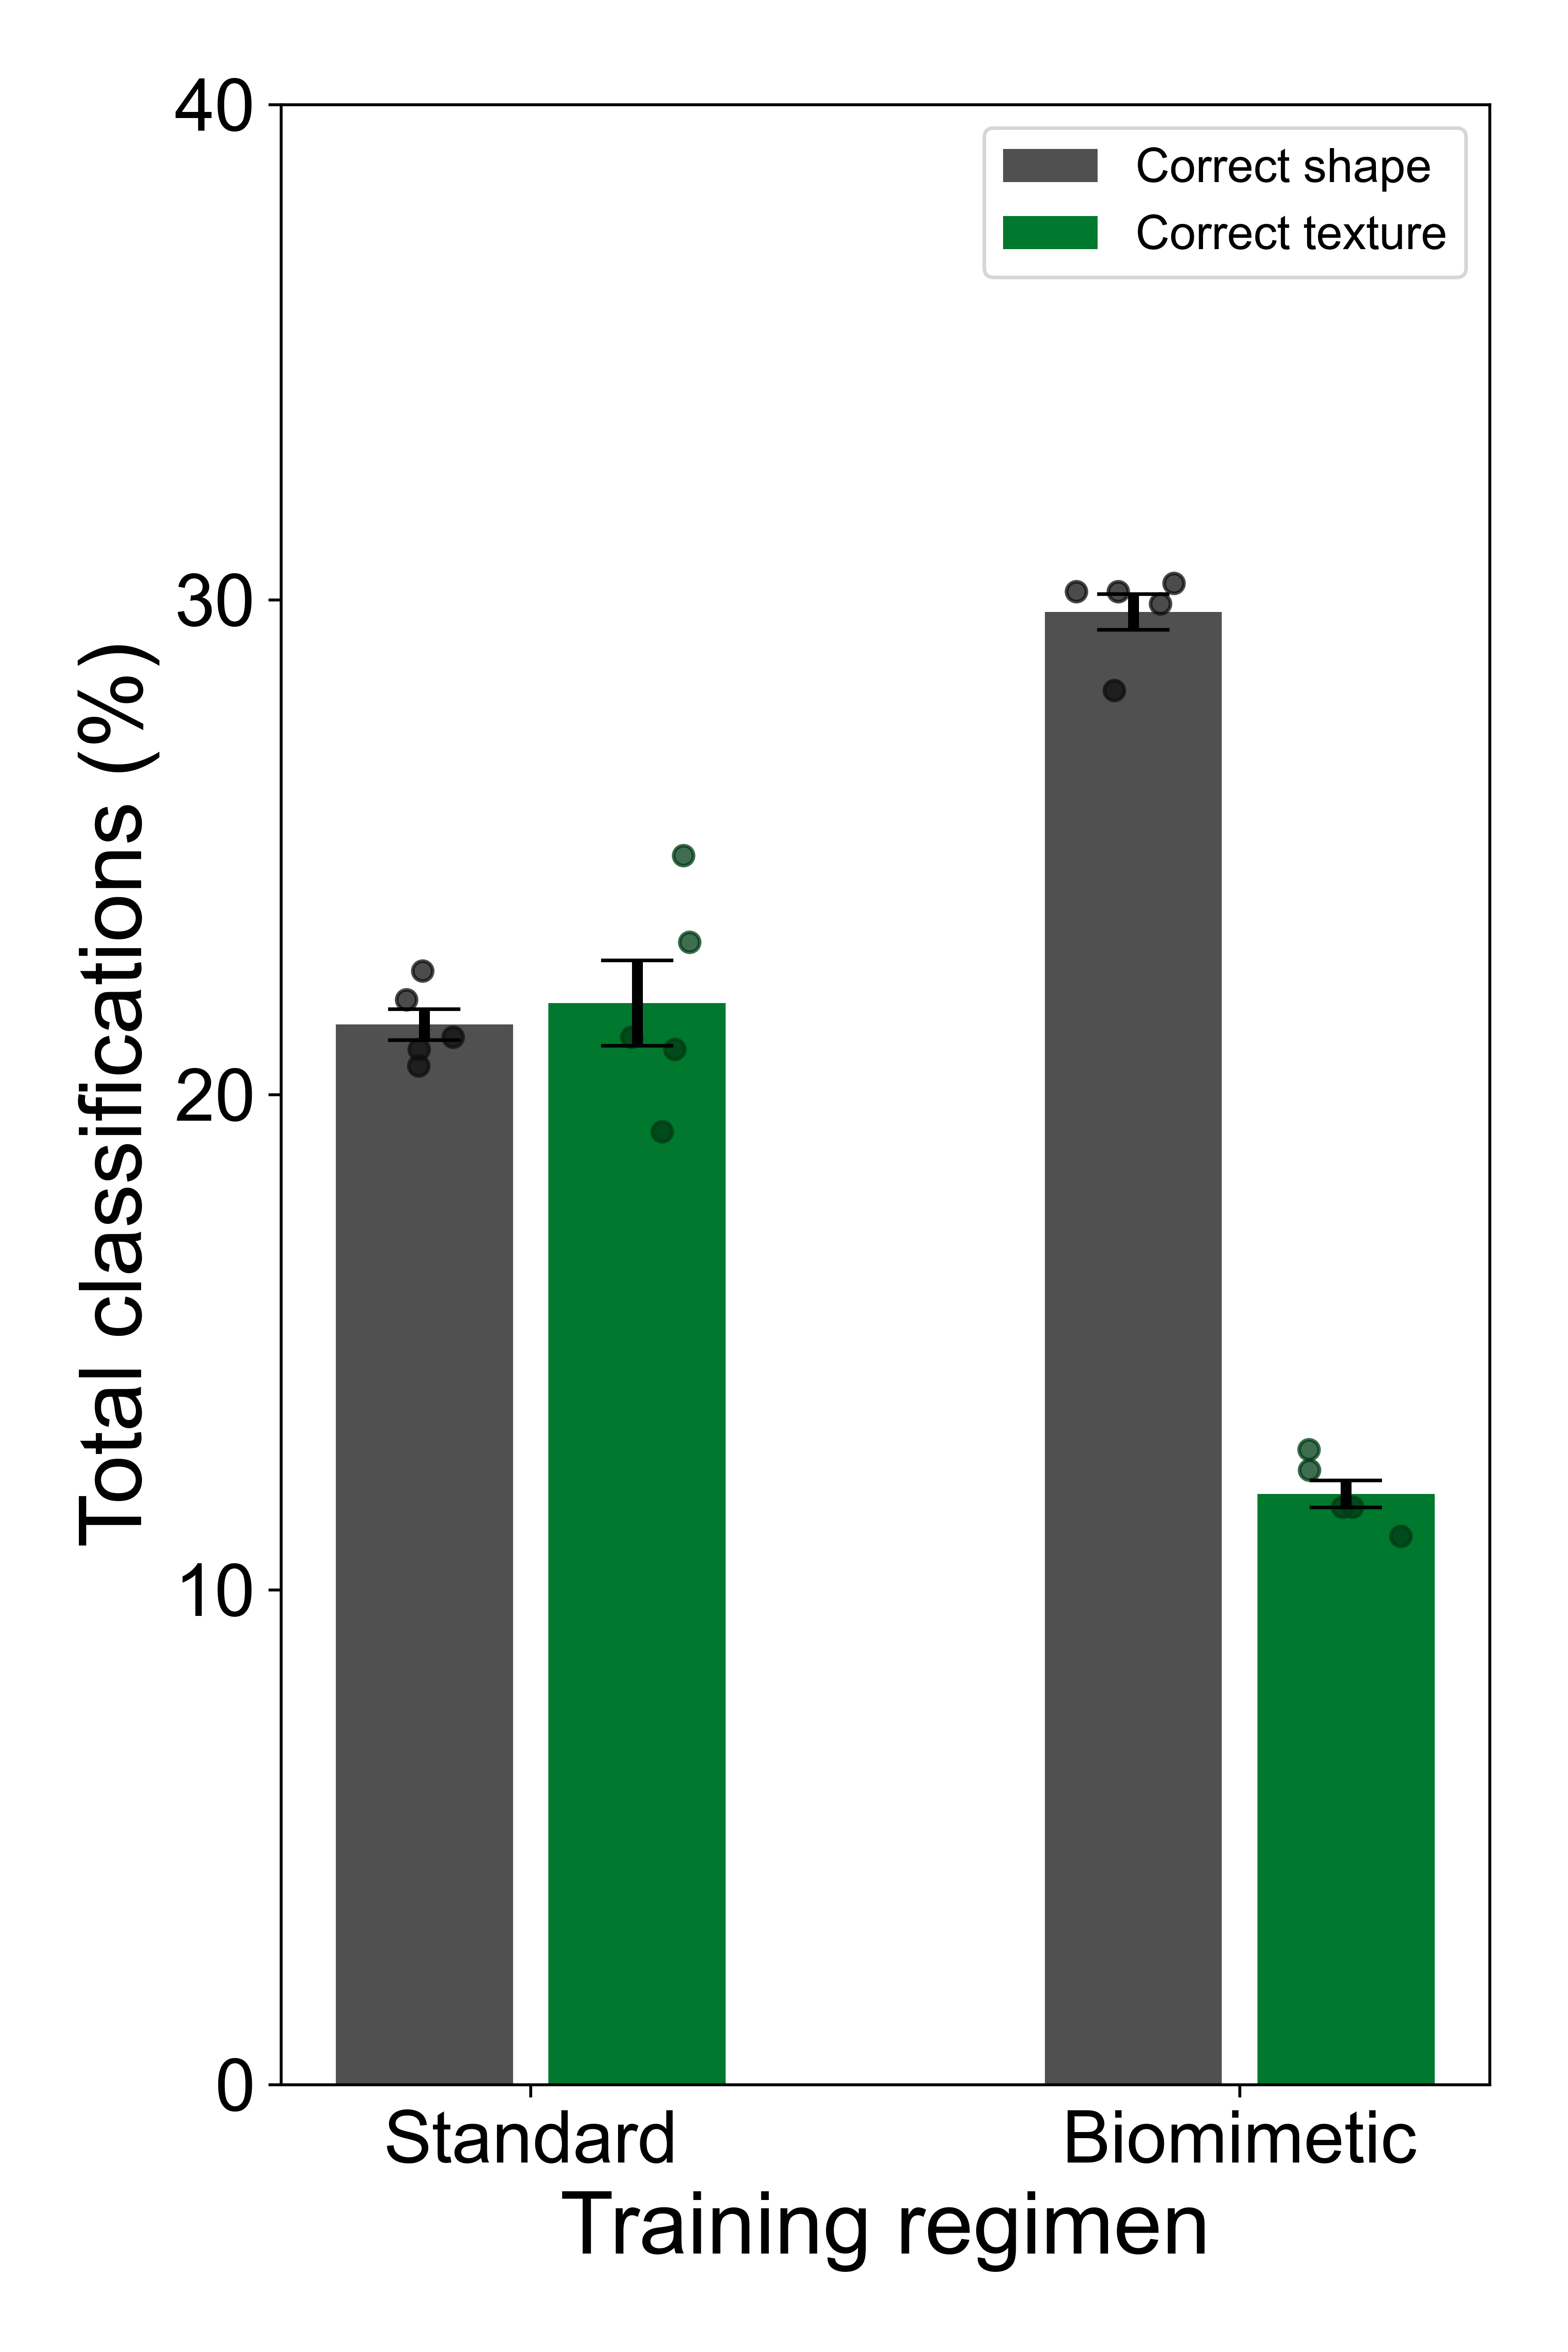 Total classifications (%)
40
30
20
10
0
Correct shape
Correct texture
Standard
Biomimetic
Training regimen